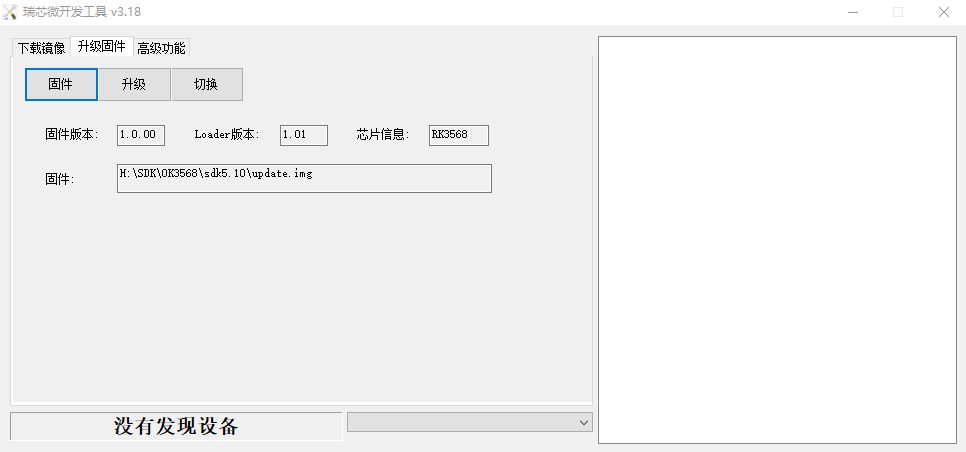 瑞芯微开发工具 v3.18
下载镜像 升级固件 高级功能
固件 升级 切换
固件版本: 1.0.00 Loader版本: 1.01 芯片信息: RK3568
固件: H:\SDK\OK3568\sdk5.10\update.img
没有发现设备